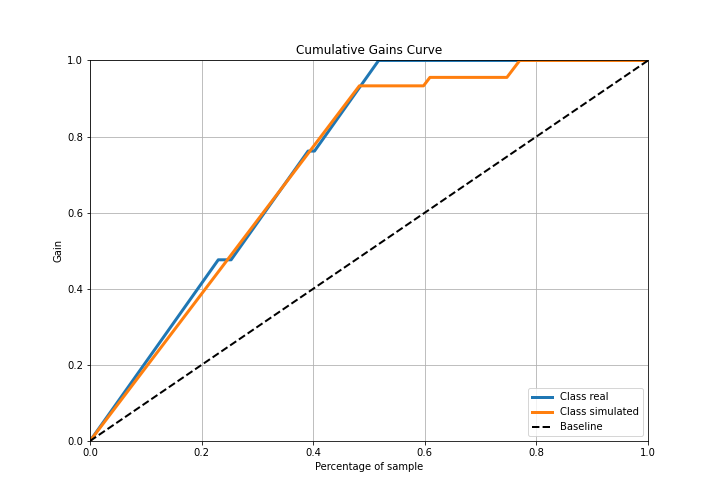 Cumulative Gains Curve
1.0
0.8
0.6
0.4
0.2
0.0
Gain
0.0 0.2 0.4 0.6 0.8 1.0
Percentage of sample
Class real
Class simulated
Baseline